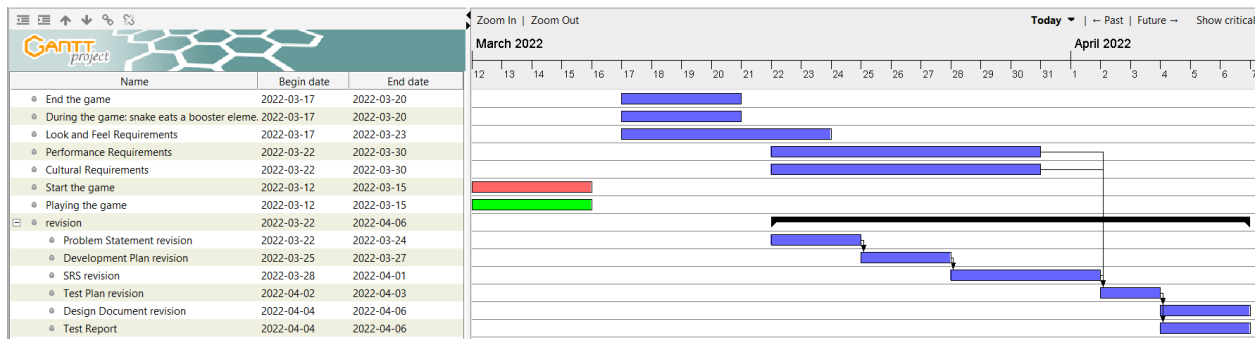 Zoom In | Zoom Out Today ▼ | ← Past | Future → Show critical
GANTT
project
March 2022 April 2022
12 13 14 15 16 17 18 19 20 21 22 23 24 25 26 27 28 29 30 31 1 2 3 4 5 6 7
Name Begin date End date
End the game 2022-03-17 2022-03-20
During the game: snake eats a booster eleme. 2022-03-17 2022-03-20
Look and Feel Requirements 2022-03-17 2022-03-23
Performance Requirements 2022-03-22 2022-03-30
Cultural Requirements 2022-03-22 2022-03-30
Start the game 2022-03-12 2022-03-15
Playing the game 2022-03-12 2022-03-15
revision 2022-03-22 2022-04-06
Problem Statement revision 2022-03-22 2022-03-24
Development Plan revision 2022-03-25 2022-03-27
SRS revision 2022-03-28 2022-04-01
Test Plan revision 2022-04-02 2022-04-03
Design Document revision 2022-04-04 2022-04-06
Test Report 2022-04-04 2022-04-06